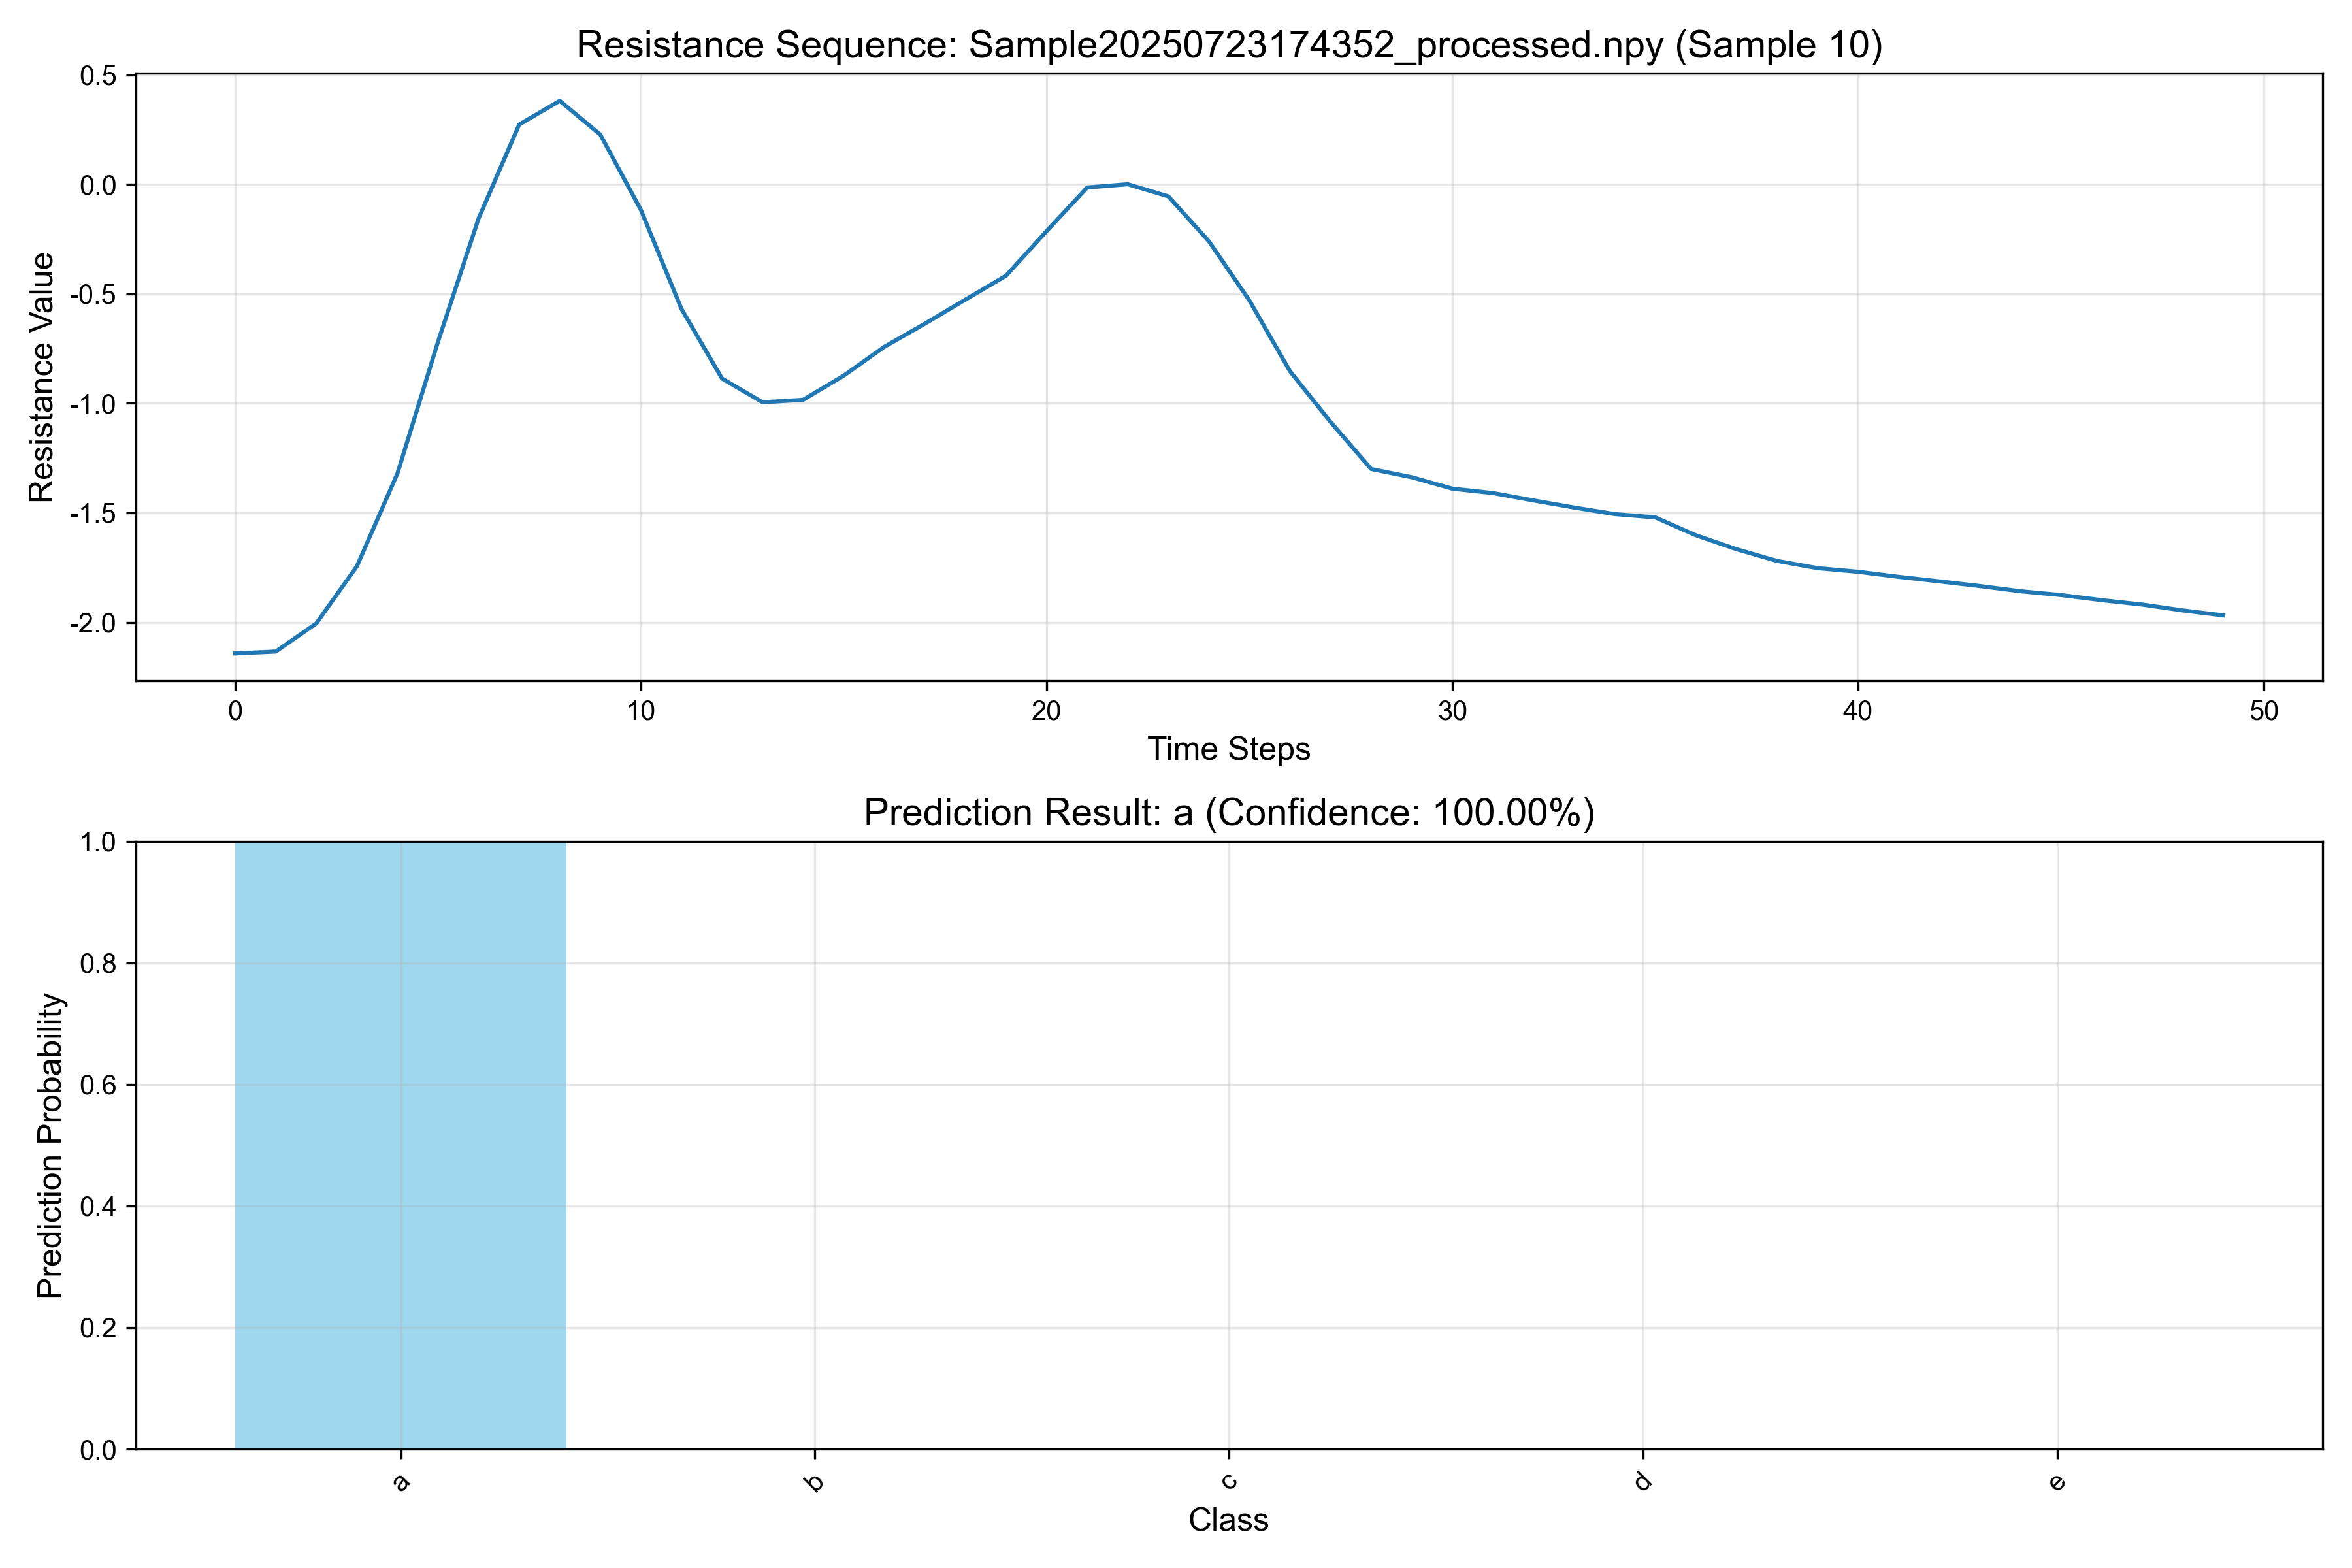 Resistance Sequence: Sample20250723174352_processed.npy (Sample 10)
Resistance Value
0.5
0.0
-0.5
-1.0
-1.5
-2.0
0 10 20 30 40 50
Time Steps
Prediction Result: a (Confidence: 100.00%)
Prediction Probability
1.0
0.8
0.6
0.4
0.2
0.0
a b c d e
Class